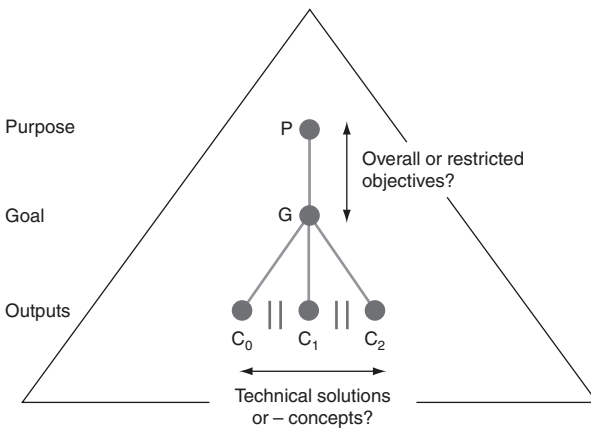 Purpose
P
Overall or restricted
objectives?
Goal
G
Outputs
C₀
C₁
C₂
Technical solutions
or – concepts?